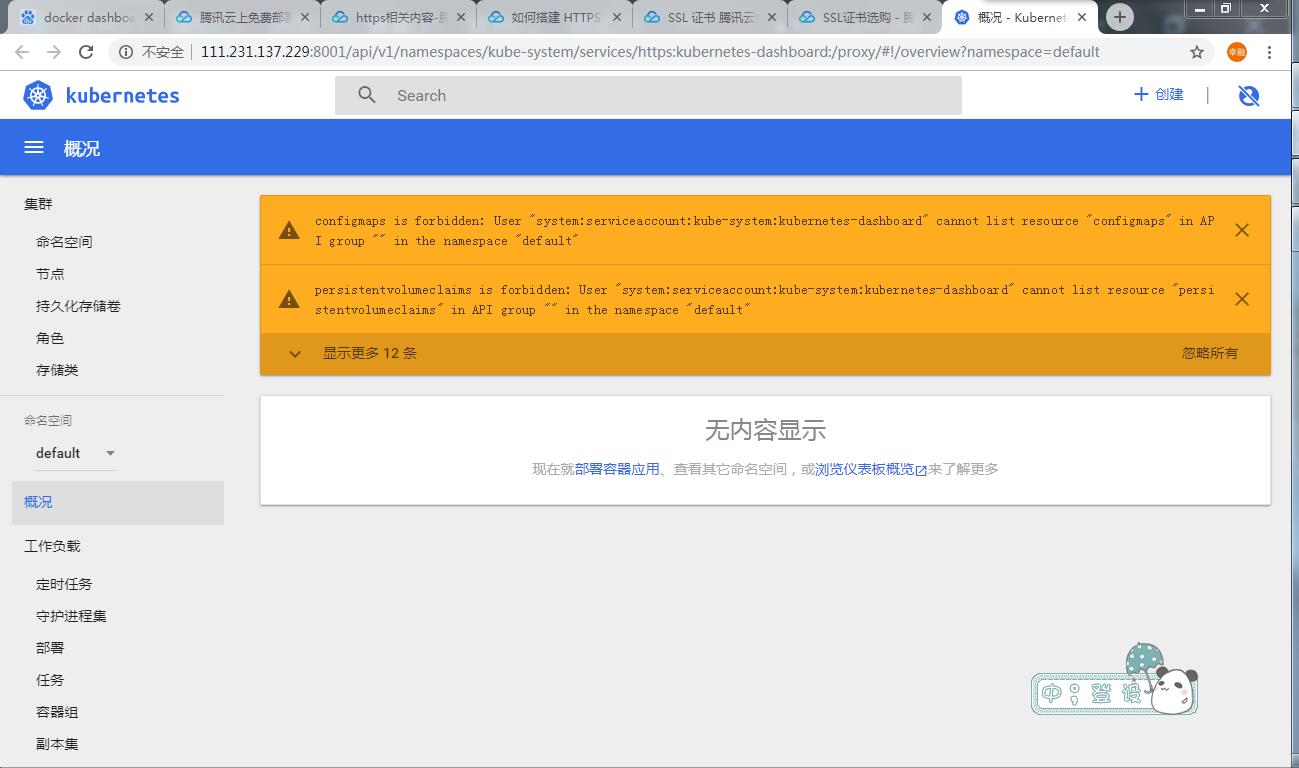 docker dashboa
腾讯云上免费部署
https相关内容-腾
如何搭建 HTTPS
SSL 证书 腾讯云
SSL证书选购 - 腾
概况 - Kubernet
不安全
111.231.137.229:8001/api/v1/namespaces/kube-system/services/https:kubernetes-dashboard:/proxy/#!/overview?namespace=default
kubernetes
Search
+ 创建
概况
集群
命名空间
节点
持久化存储卷
角色
存储类
命名空间
default
概况
工作负载
定时任务
守护进程集
部署
任务
容器组
副本集
configmaps is forbidden: User "system:serviceaccount:kube-system:kubernetes-dashboard" cannot list resource "configmaps" in AP
I group "" in the namespace "default"
persistentvolumeclaims is forbidden: User "system:serviceaccount:kube-system:kubernetes-dashboard" cannot list resource "persi
stentvolumeclaims" in API group "" in the namespace "default"
显示更多 12 条
忽略所有
无内容显示
现在就部署容器应用、查看其它命名空间，或浏览仪表板概览来了解更多
中 ; 登 设